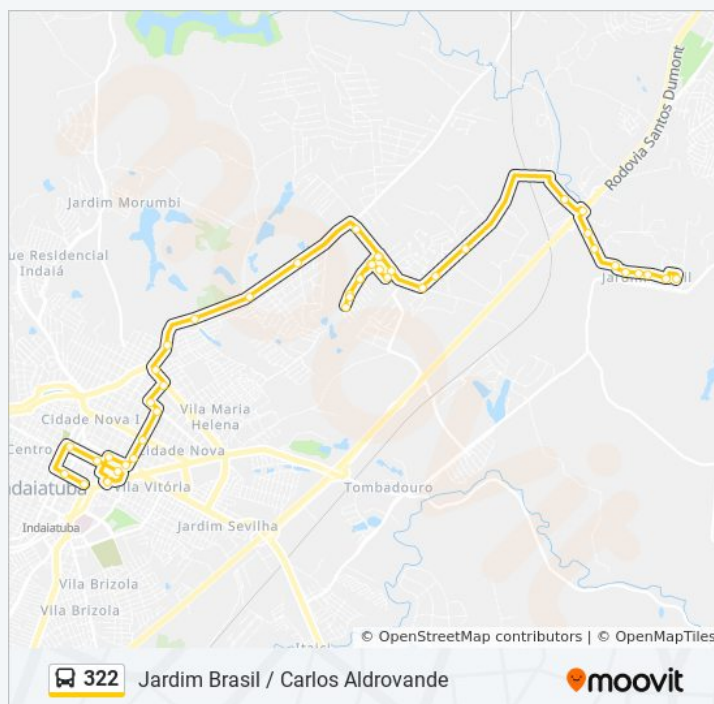 Rodovia Santos Dumont
Jardim Morumbi
ue Residencial
Indaiá
Jardim
Vila Maria
Helena
Cidade Nova I
Centro
Cidade Nova
ndaiatuba
Vila Vitória
Tombadouro
Indaiatuba
Jardim Sevilha
Vila Brizola
Vila Brizola
© OpenStreetMap contributors | © OpenMapTiles
322
Jardim Brasil / Carlos Aldrovande
moovit